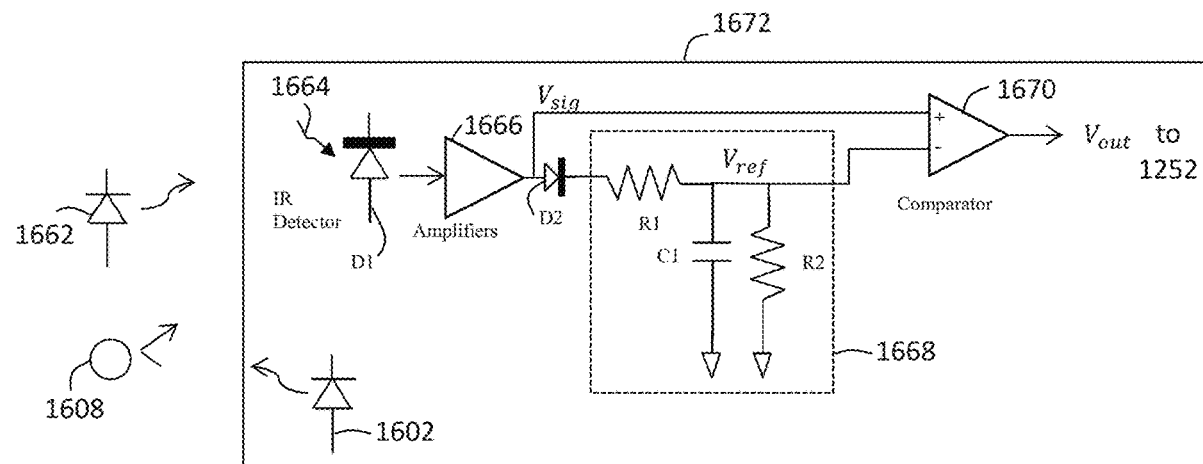 1672
1664
1666
V_sig
1670
+
-
V_out to
1252
V_ref
IR
Detector
D1
Amplifiers
D2
R1
C1
R2
Comparator
1662
1608
1602
1668